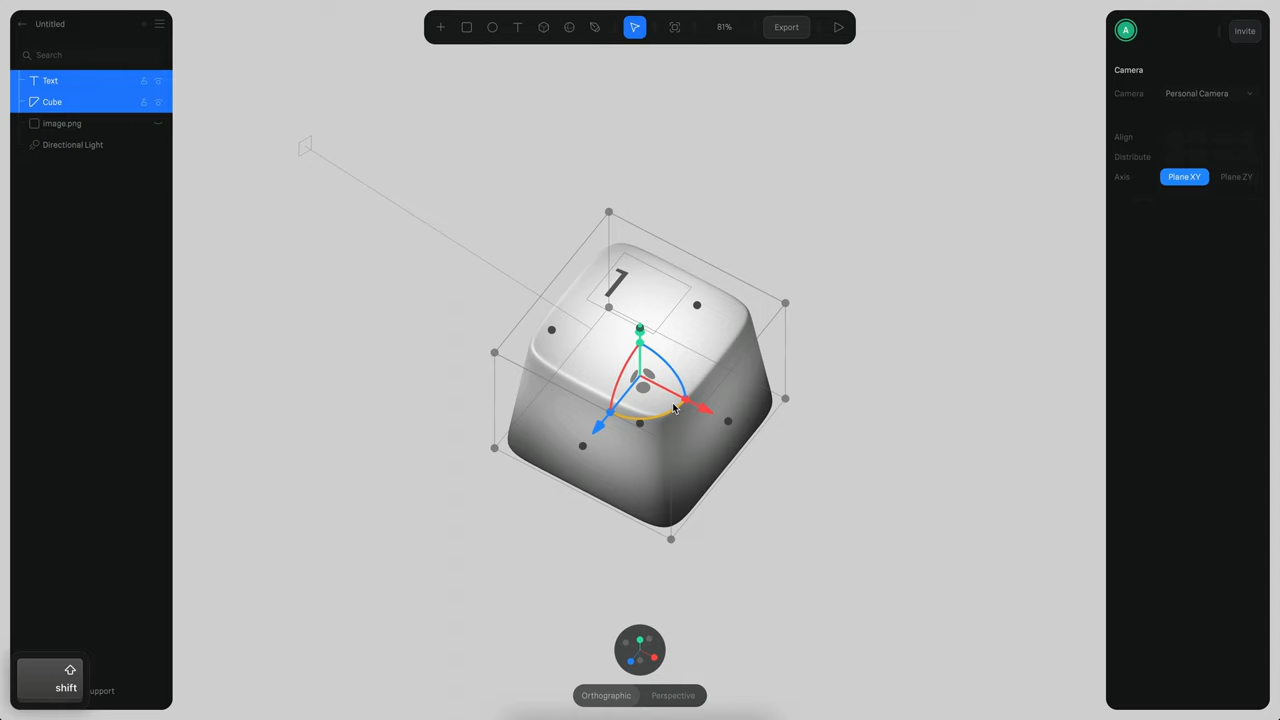 Untitled
81%
Export
Invite
Search
Text
Cube
image.png
Directional Light
Camera
Camera Personal Camera
Align
Distribute
Axis Plane XY Plane ZY
1
shift
upport
Orthographic Perspective
A